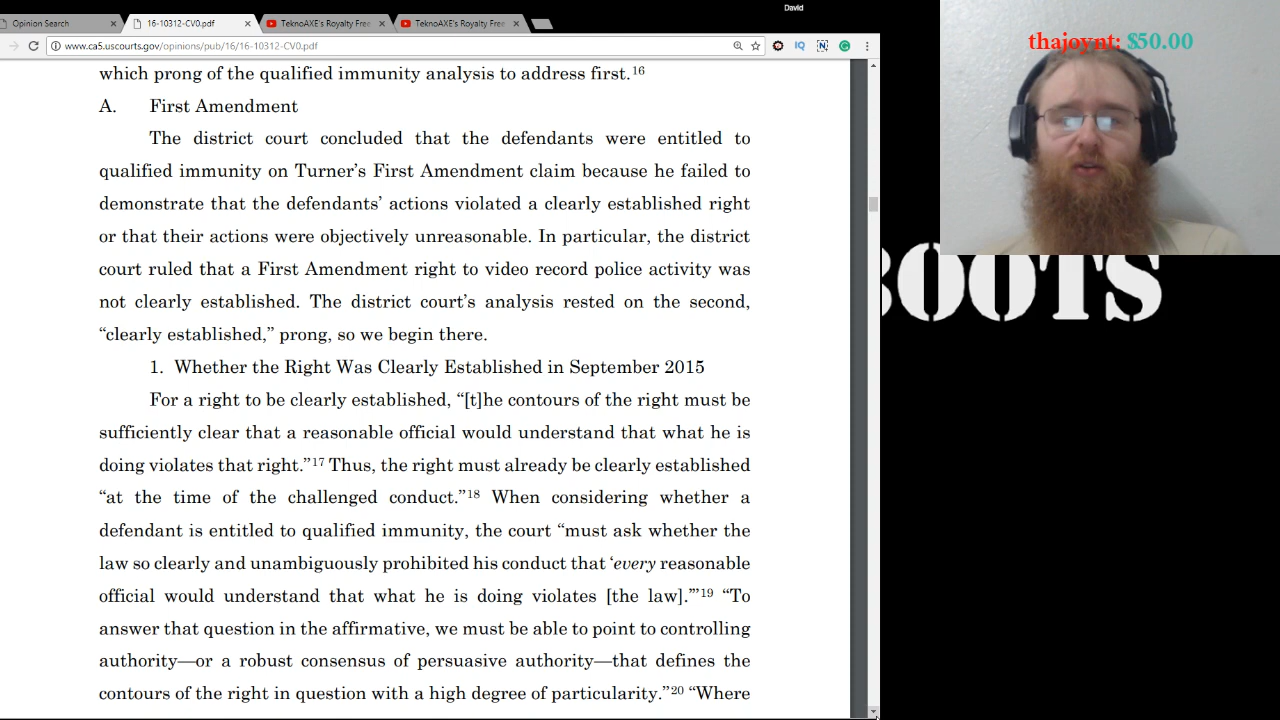 David
Opinion Search
16-10312-CV0.pdf
TeknoAXE's Royalty Free
TeknoAXE's Royalty Free
www.ca5.uscourts.gov/opinions/pub/16/16-10312-CV0.pdf
IQ
N
thajoynt: $50.00
which prong of the qualified immunity analysis to address first.16
A. First Amendment
The district court concluded that the defendants were entitled to
qualified immunity on Turner's First Amendment claim because he failed to
demonstrate that the defendants' actions violated a clearly established right
or that their actions were objectively unreasonable. In particular, the district
court ruled that a First Amendment right to video record police activity was
not clearly established. The district court's analysis rested on the second,
“clearly established,” prong, so we begin there.
1. Whether the Right Was Clearly Established in September 2015
For a right to be clearly established, “[t]he contours of the right must be
sufficiently clear that a reasonable official would understand that what he is
doing violates that right.”17 Thus, the right must already be clearly established
“at the time of the challenged conduct.”18 When considering whether a
defendant is entitled to qualified immunity, the court “must ask whether the
law so clearly and unambiguously prohibited his conduct that ‘every reasonable
official would understand that what he is doing violates [the law].’”19 “To
answer that question in the affirmative, we must be able to point to controlling
authority—or a robust consensus of persuasive authority—that defines the
contours of the right in question with a high degree of particularity.”20 “Where
BOOTS